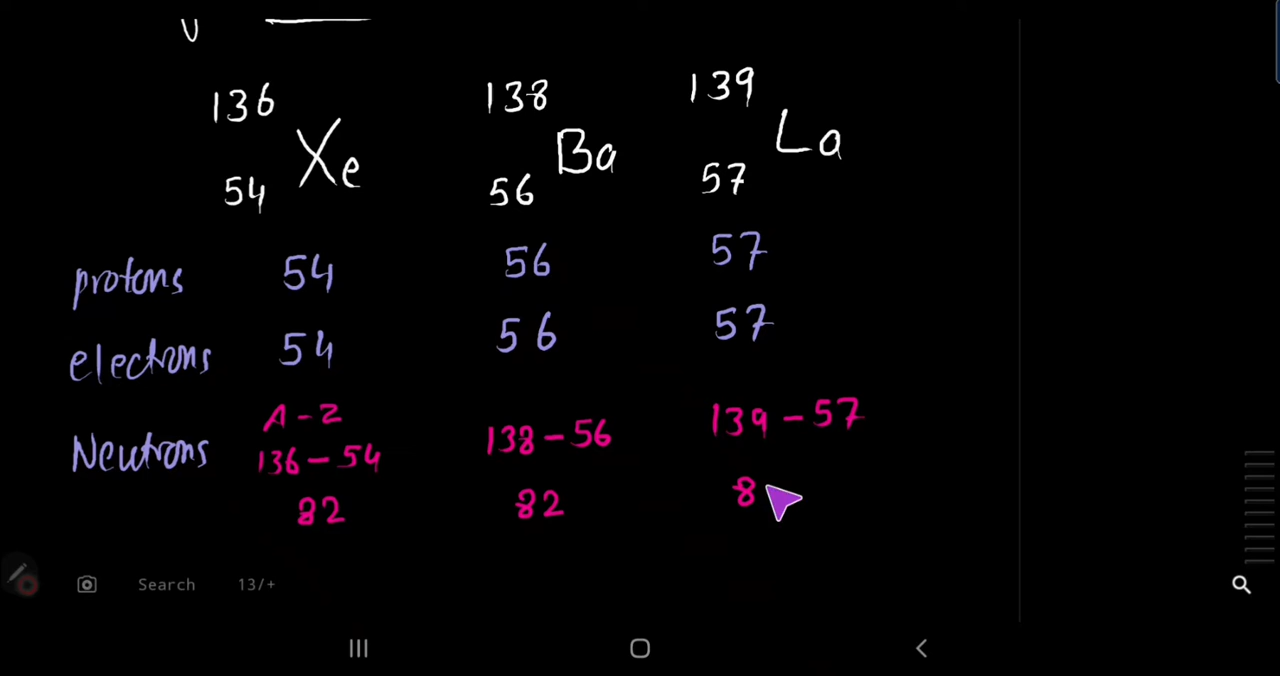 136 138 139
Xe Ba La
54 56 57
protons 54 56 57
electrons 54 56 57
A-Z
Neutrons 136-54 138-56 139-57
82 82 8
Search 13/+